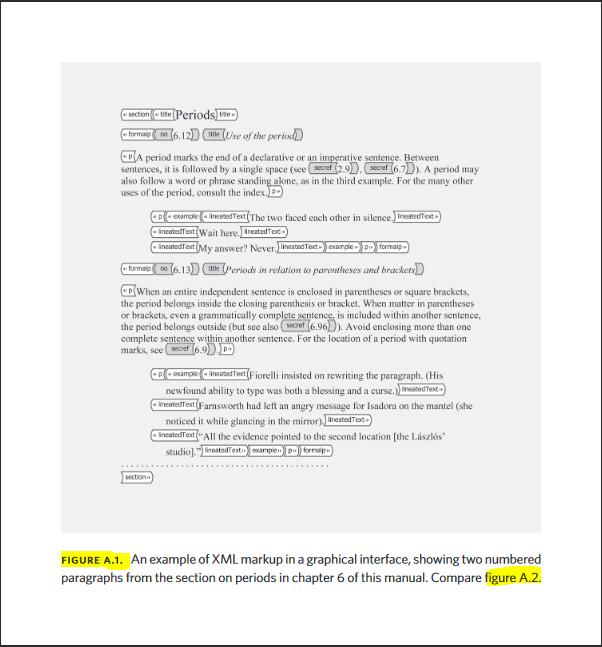 section title Periods title
formalp no 6.12 title Use of the period
p A period marks the end of a declarative or an imperative sentence. Between
sentences, it is followed by a single space (see secref 2.9, secref 6.7). A period may
also follow a word or phrase standing alone, as in the third example. For the many other
uses of the period, consult the index. p
p example lineatedText The two faced each other in silence. lineatedText
lineatedText Wait here. lineatedText
lineatedText My answer? Never. lineatedText example p formalp
formalp no 6.13 title Periods in relation to parentheses and brackets
p When an entire independent sentence is enclosed in parentheses or square brackets,
the period belongs inside the closing parenthesis or bracket. When matter in parentheses
or brackets, even a grammatically complete sentence, is included within another sentence,
the period belongs outside (but see also secref 6.96). Avoid enclosing more than one
complete sentence within another sentence. For the location of a period with quotation
marks, see secref 6.9. p
p example lineatedText Fiorelli insisted on rewriting the paragraph. (His
newfound ability to type was both a blessing and a curse.) lineatedText
lineatedText Farnsworth had left an angry message for Isadora on the mantel (she
noticed it while glancing in the mirror). lineatedText
lineatedText “All the evidence pointed to the second location [the Lászlós’
studio].” lineatedText example p formalp
section
FIGURE A.1. An example of XML markup in a graphical interface, showing two numbered
paragraphs from the section on periods in chapter 6 of this manual. Compare figure A.2.